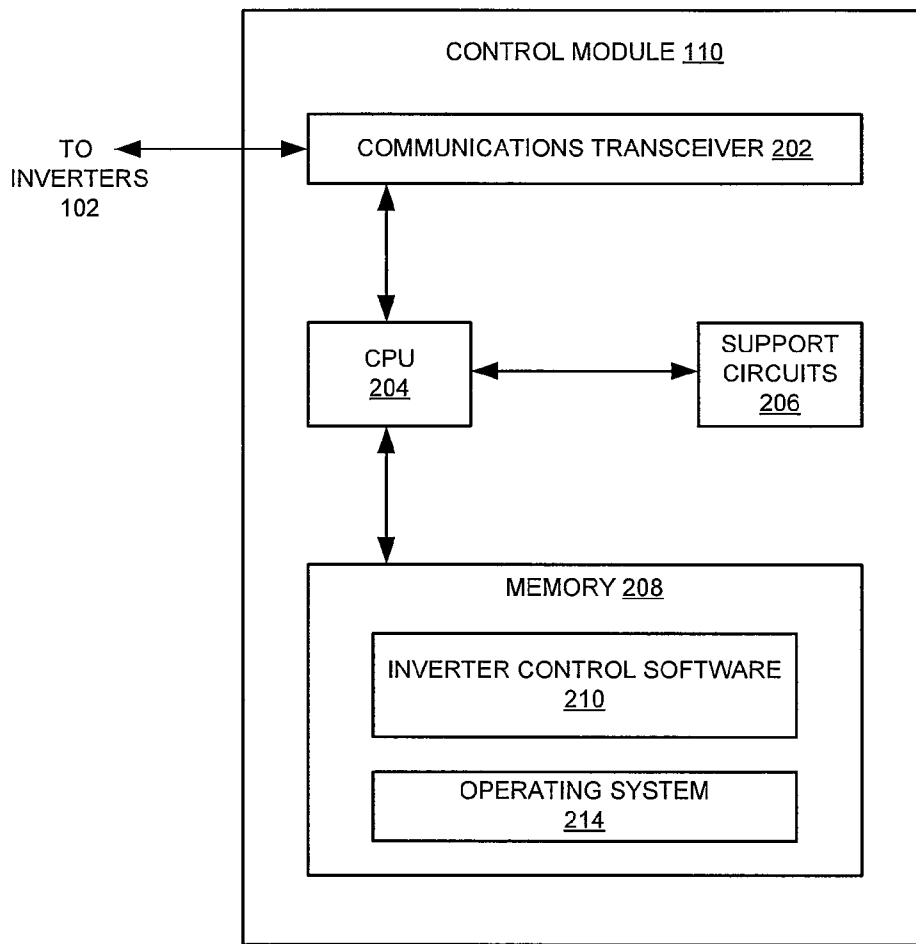 CONTROL MODULE 110
COMMUNICATIONS TRANSCEIVER 202
TO
INVERTERS
102
CPU
204
SUPPORT
CIRCUITS
206
MEMORY 208
INVERTER CONTROL SOFTWARE
210
OPERATING SYSTEM
214